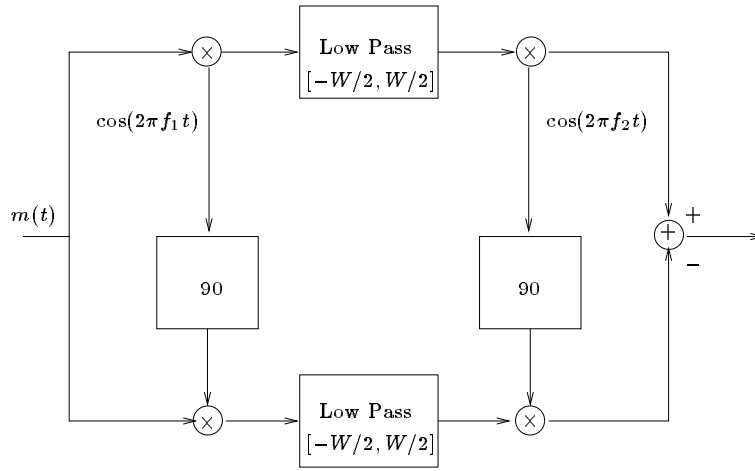 Low Pass
[−W/2, W/2]
cos(2πf₁t)
cos(2πf₂t)
m(t)
+
+
−
90
90
Low Pass
[−W/2, W/2]